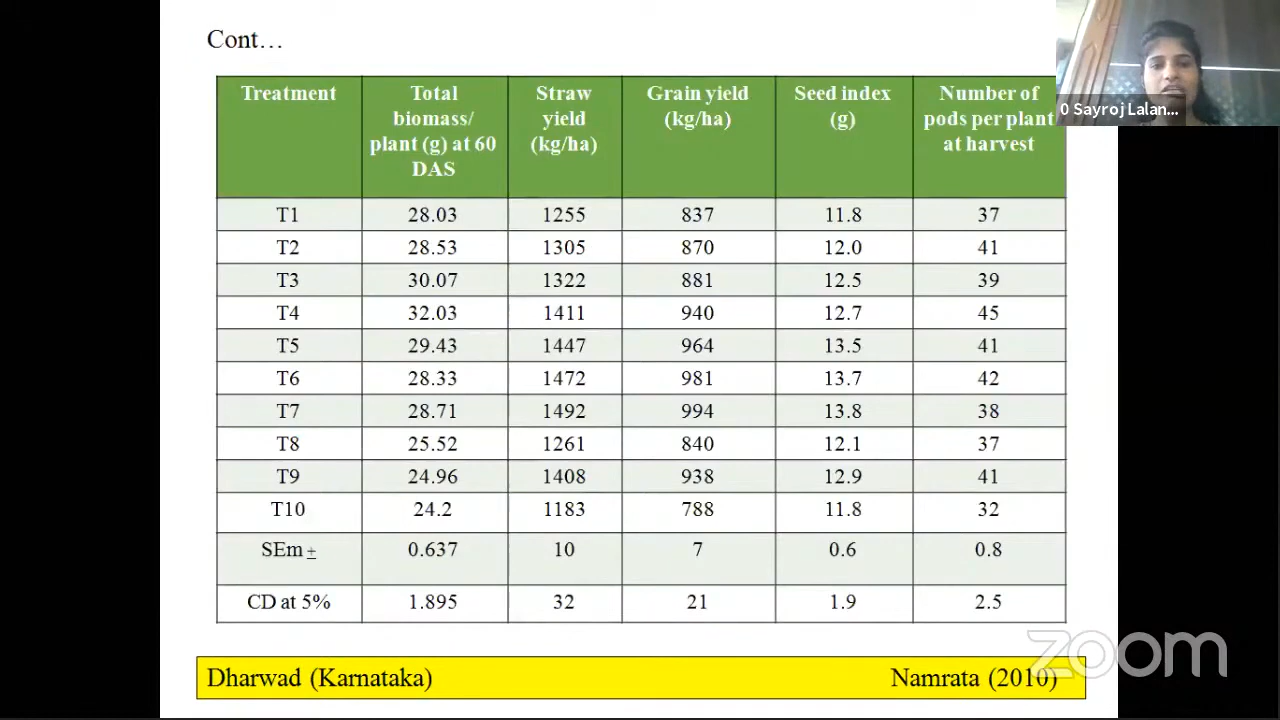 Cont…
Treatment Total biomass/ plant (g) at 60 DAS Straw yield (kg/ha) Grain yield (kg/ha) Seed index (g) Number of pods per plant at harvest
T1 28.03 1255 837 11.8 37
T2 28.53 1305 870 12.0 41
T3 30.07 1322 881 12.5 39
T4 32.03 1411 940 12.7 45
T5 29.43 1447 964 13.5 41
T6 28.33 1472 981 13.7 42
T7 28.71 1492 994 13.8 38
T8 25.52 1261 840 12.1 37
T9 24.96 1408 938 12.9 41
T10 24.2 1183 788 11.8 32
SEm ± 0.637 10 7 0.6 0.8
CD at 5% 1.895 32 21 1.9 2.5
Dharwad (Karnataka) Namrata (2010)
0 Sayroj Lalan...
zoom